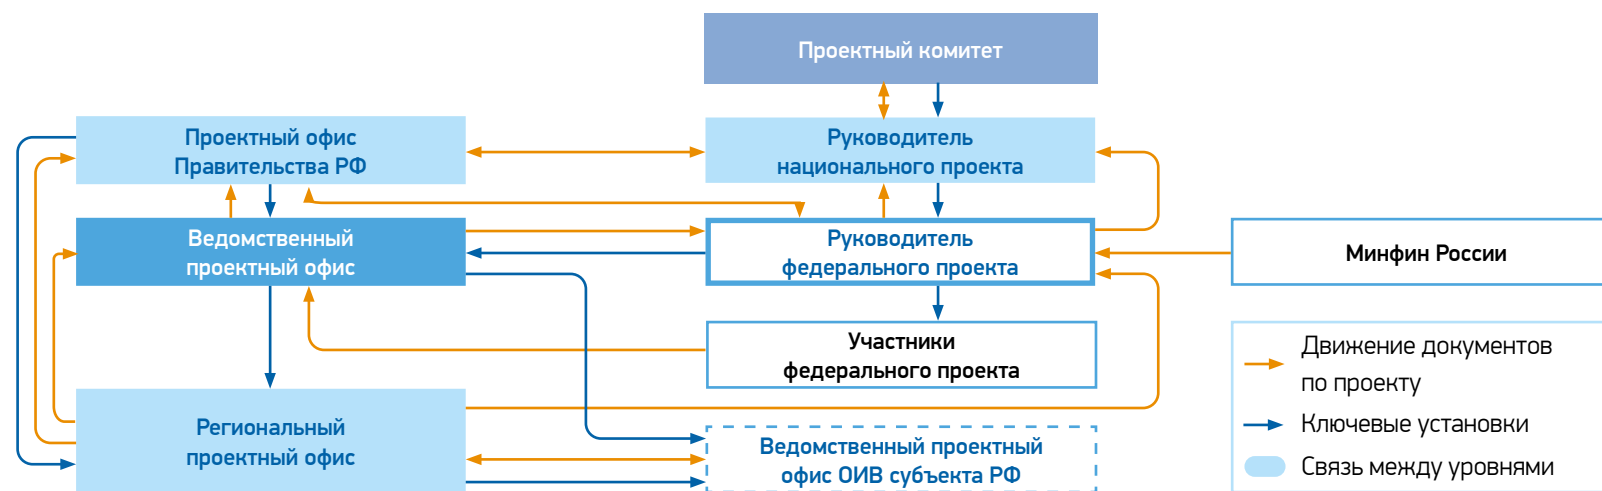 Проектный комитет
Проектный офис
Правительства РФ
Руководитель
национального проекта
Ведомственный
проектный офис
Руководитель
федерального проекта
Минфин России
Участники
федерального проекта
Региональный
проектный офис
Ведомственный проектный
офис ОИВ субъекта РФ
Движение документов
по проекту
Ключевые установки
Связь между уровнями